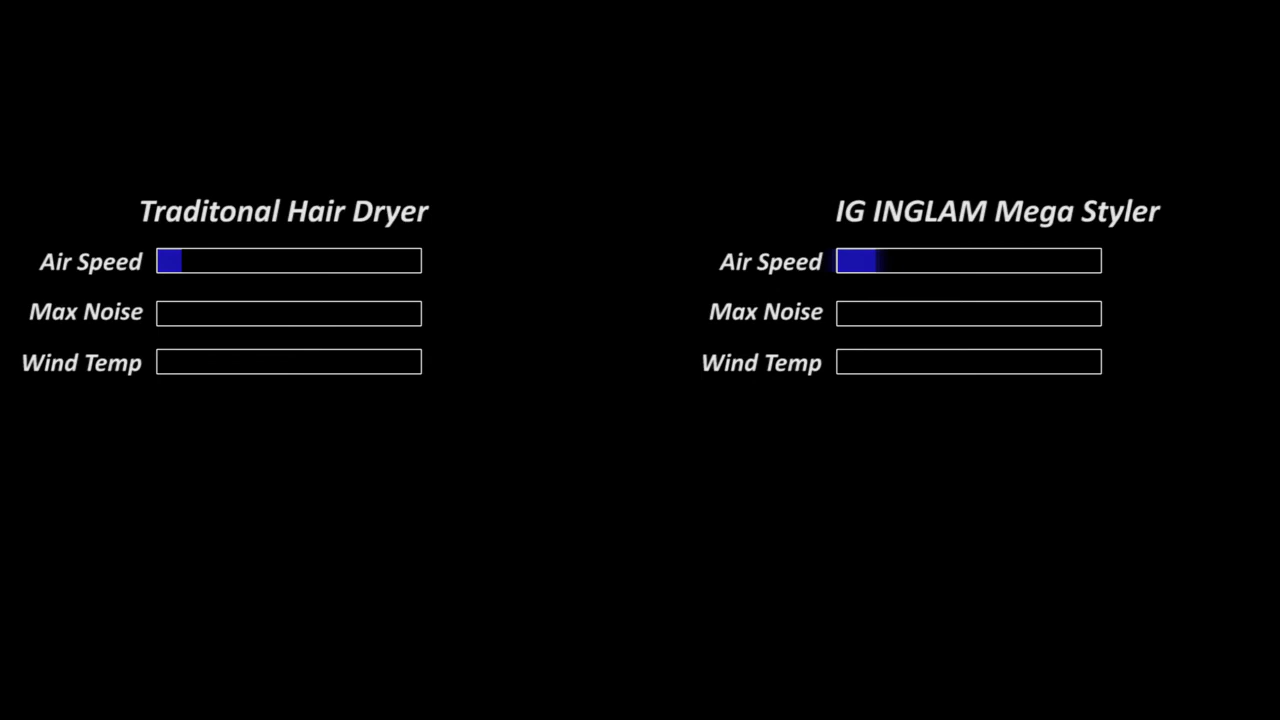 Traditonal Hair Dryer
Air Speed
Max Noise
Wind Temp
IG INGLAM Mega Styler
Air Speed
Max Noise
Wind Temp